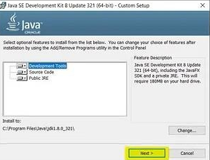 Java SE Development Kit 8 Update 321 (64-bit) - Custom Setup
Java
ORACLE
Select optional features to install from the list below. You can change your choice of features after
installation by using the Add/Remove Programs utility in the Control Panel
Development Tools
Source Code
Public JRE
Feature Description
Java SE Development Kit 8 Update
321 (64-bit), including the JavaFX
SDK and a private JRE. This will
require 180MB on your hard drive.
Install to:
C:\Program Files\Java\jdk1.8.0_321\
Change...
Next >
Cancel